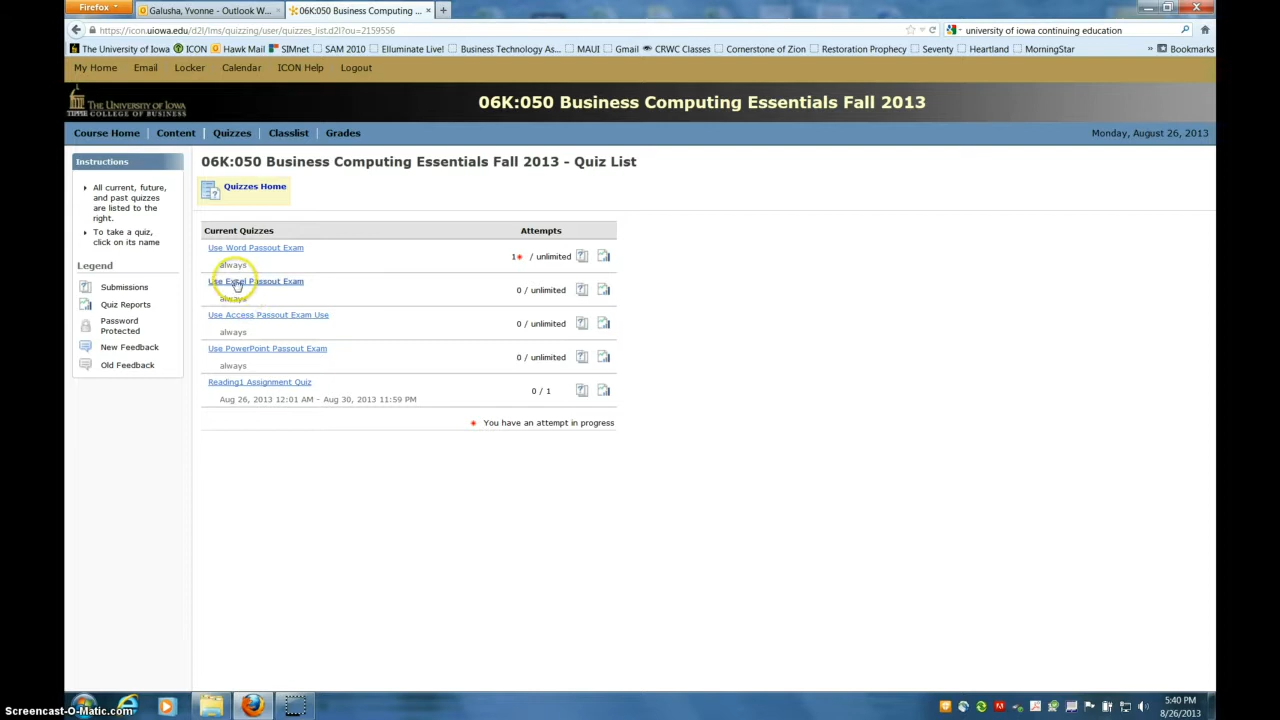 Firefox
Galusha, Yvonne - Outlook W...
06K:050 Business Computing ...
https://icon.uiowa.edu/d2l/lms/quizzing/user/quizzes_list.d2l?ou=2159556
university of iowa continuing education
The University of Iowa
ICON
Hawk Mail
SIMnet
SAM 2010
Elluminate Live!
Business Technology As...
MAUI
Gmail
CRWC Classes
Cornerstone of Zion
Restoration Prophecy
Seventy
Heartland
MorningStar
»
Bookmarks
My Home
Email
Locker
Calendar
ICON Help
Logout
THE UNIVERSITY OF IOWA
TIPPIE COLLEGE OF BUSINESS
06K:050 Business Computing Essentials Fall 2013
Course Home
Content
Quizzes
Classlist
Grades
Monday, August 26, 2013
Instructions
All current, future,
and past quizzes
are listed to the
right.
To take a quiz,
click on its name
Legend
Submissions
Quiz Reports
Password
Protected
New Feedback
Old Feedback
06K:050 Business Computing Essentials Fall 2013 - Quiz List
Quizzes Home
Current Quizzes Attempts
Use Word Passout Exam
always
1* / unlimited
Use Excel Passout Exam
always
0 / unlimited
Use Access Passout Exam Use
always
0 / unlimited
Use PowerPoint Passout Exam
always
0 / unlimited
Reading1 Assignment Quiz
Aug 26, 2013 12:01 AM - Aug 30, 2013 11:59 PM
0 / 1
* You have an attempt in progress
5:40 PM
8/26/2013
Screencast-O-Matic.com